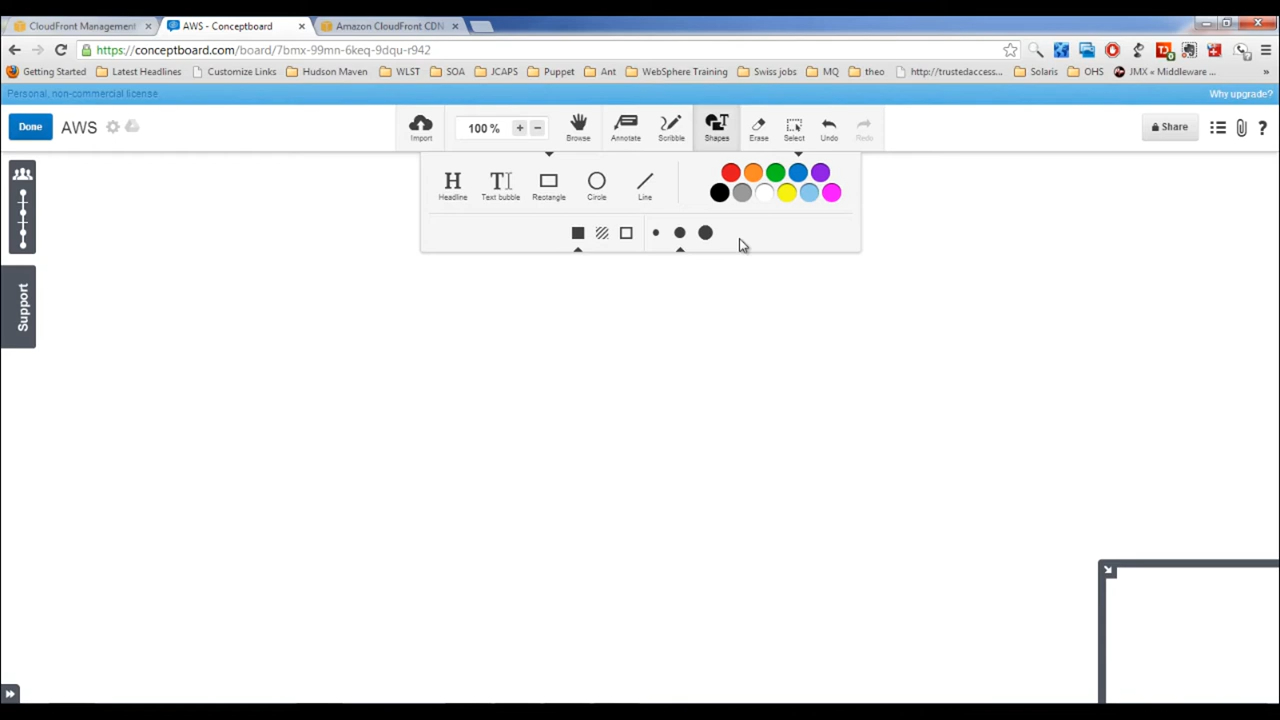 CloudFront Management
AWS - Conceptboard
Amazon CloudFront CDN
https://conceptboard.com/board/7bmx-99mn-6keq-9dqu-r942
Getting Started
Latest Headlines
Customize Links
Hudson Maven
WLST
SOA
JCAPS
Puppet
Ant
WebSphere Training
Swiss jobs
MQ
theo
http://trustedaccess...
Solaris
OHS
JMX « Middleware ...
»
Personal, non-commercial license
Why upgrade?
Done
AWS
Import
100 %
+
−
Browse
Annotate
Scribble
Shapes
Erase
Select
Undo
Redo
Share
?
H
Headline
T
Text bubble
Rectangle
Circle
Line
Support